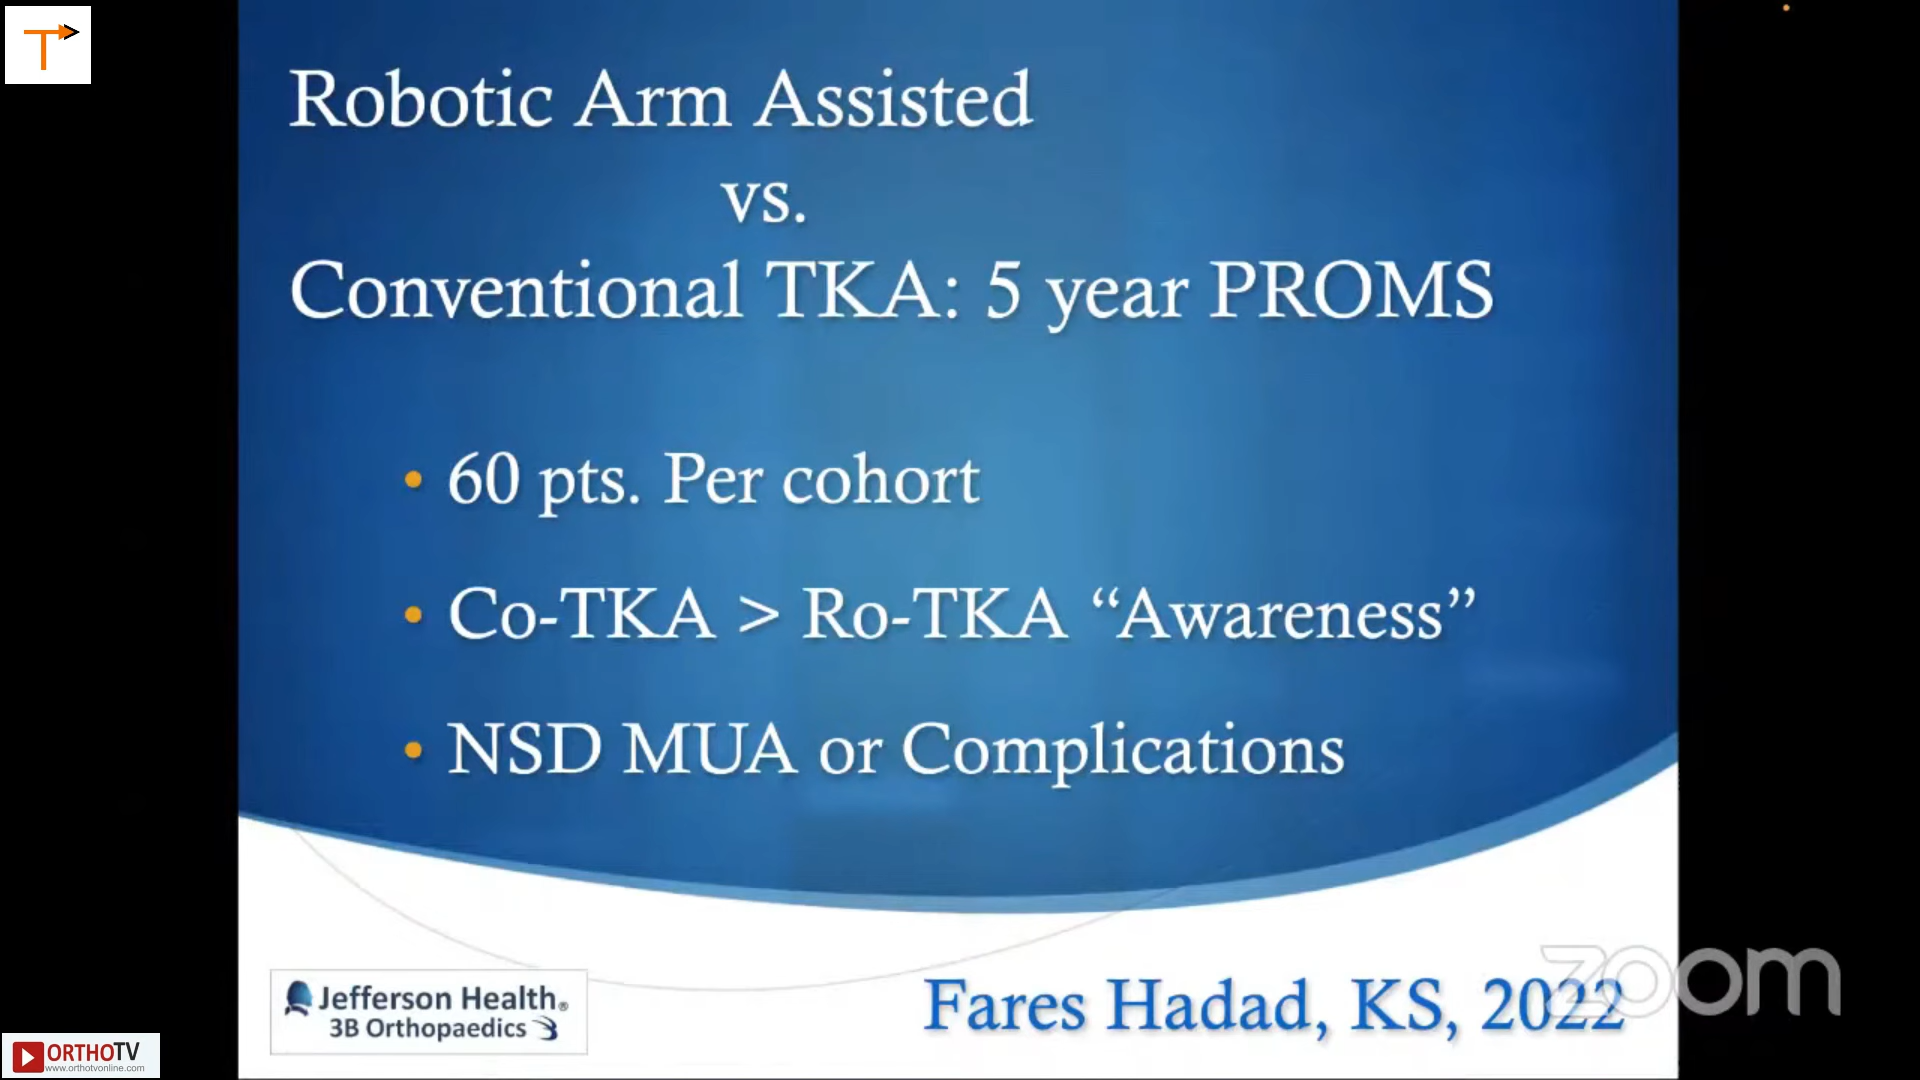 Robotic Arm Assisted
vs.
Conventional TKA: 5 year PROMS
• 60 pts. Per cohort
• Co-TKA > Ro-TKA “Awareness”
• NSD MUA or Complications
Jefferson Health®
3B Orthopaedics
Fares Hadad, KS, 2022
zoom
ORTHOTV
www.orthotvonline.com
T